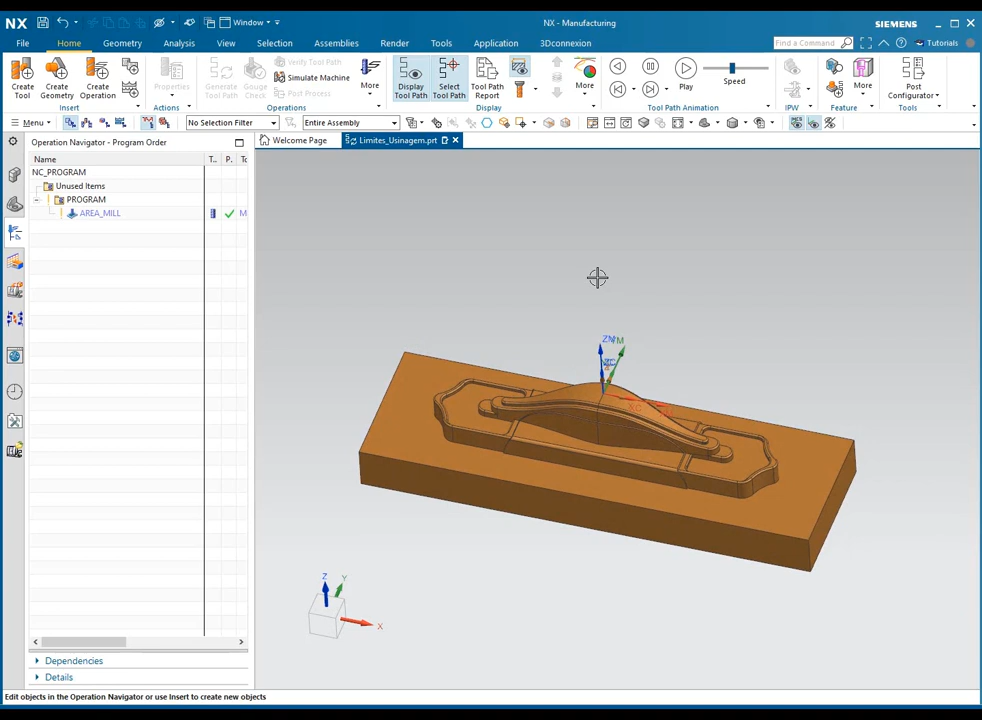 NX Window NX - Manufacturing SIEMENS
File Home Geometry Analysis View Selection Assemblies Render Tools Application 3Dconnexion Find a Command Tutorials
Create Tool
Create Geometry
Create Operation
Insert
Properties
Actions
Generate Tool Path
Gouge Check
Verify Tool Path
Simulate Machine
Post Process
More
Operations
Display Tool Path
Select Tool Path
Tool Path Report
More
Display
Play
Speed
Tool Path Animation
IPW
More
Feature
Post Configurator
Tools
Menu No Selection Filter Entire Assembly
Operation Navigator - Program Order
Welcome Page Limites_Usinagem.prt
Name T.. P. To
NC_PROGRAM
Unused Items
PROGRAM
AREA_MILL M
ZM YM
Z
Y
X
Dependencies
Details
Edit objects in the Operation Navigator or use Insert to create new objects